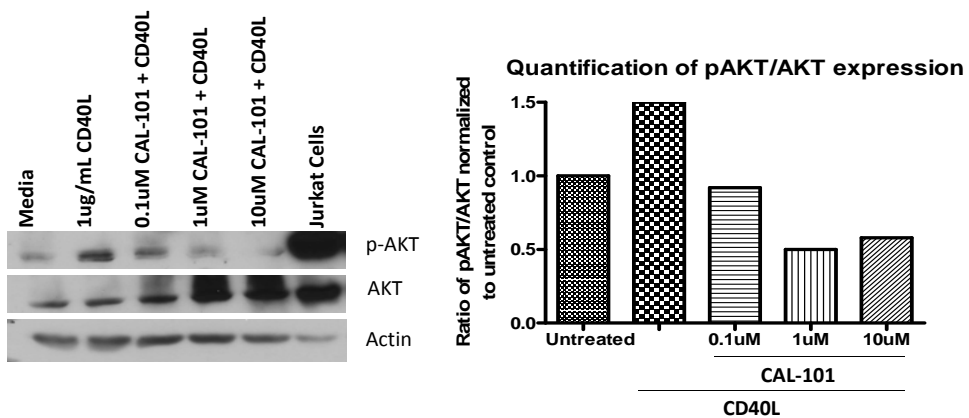 Media
1ug/mL CD40L
0.1uM CAL-101 + CD40L
1uM CAL-101 + CD40L
10uM CAL-101 + CD40L
Jurkat Cells
p-AKT
AKT
Actin
Quantification of pAKT/AKT expression
Ratio of pAKT/AKT normalized
to untreated control
1.5
1.0
0.5
0.0
Untreated 0.1uM 1uM 10uM
CAL-101
CD40L